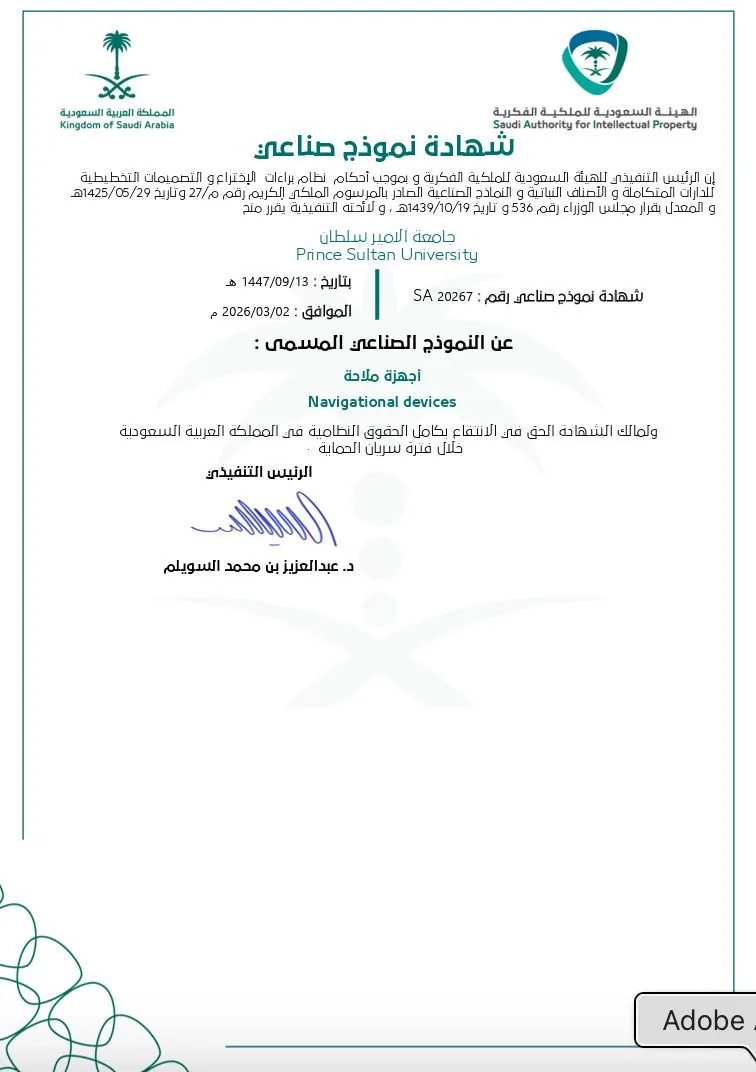 المملكة العربية السعودية
Kingdom of Saudi Arabia
الهيئة السعودية للملكية الفكرية
Saudi Authority for Intellectual Property
شهادة نموذج صناعي
إن الرئيس التنفيذي للهيئة السعودية للملكية الفكرية و بموجب أحكام نظام براءات الإختراع و التصميمات التخطيطية
للدارات المتكاملة و الأصناف النباتية و النماذج الصناعية الصادر بالمرسوم الملكي الكريم رقم م/27 وتاريخ 1425/05/29هـ
و المعدل بقرار مجلس الوزراء رقم 536 و تاريخ 1439/10/19هـ ، و لائحته التنفيذية يقرر منح
جامعة الامير سلطان
Prince Sultan University
شهادة نموذج صناعي رقم : SA 20267
بتاريخ : 1447/09/13 هـ
الموافق : 2026/03/02 م
عن النموذج الصناعي المسمى :
أجهزة ملاحة
Navigational devices
ولمالك الشهادة الحق في الانتفاع بكامل الحقوق النظامية في المملكة العربية السعودية
خلال فترة سريان الحماية .
الرئيس التنفيذي
د. عبدالعزيز بن محمد السويلم
Adobe